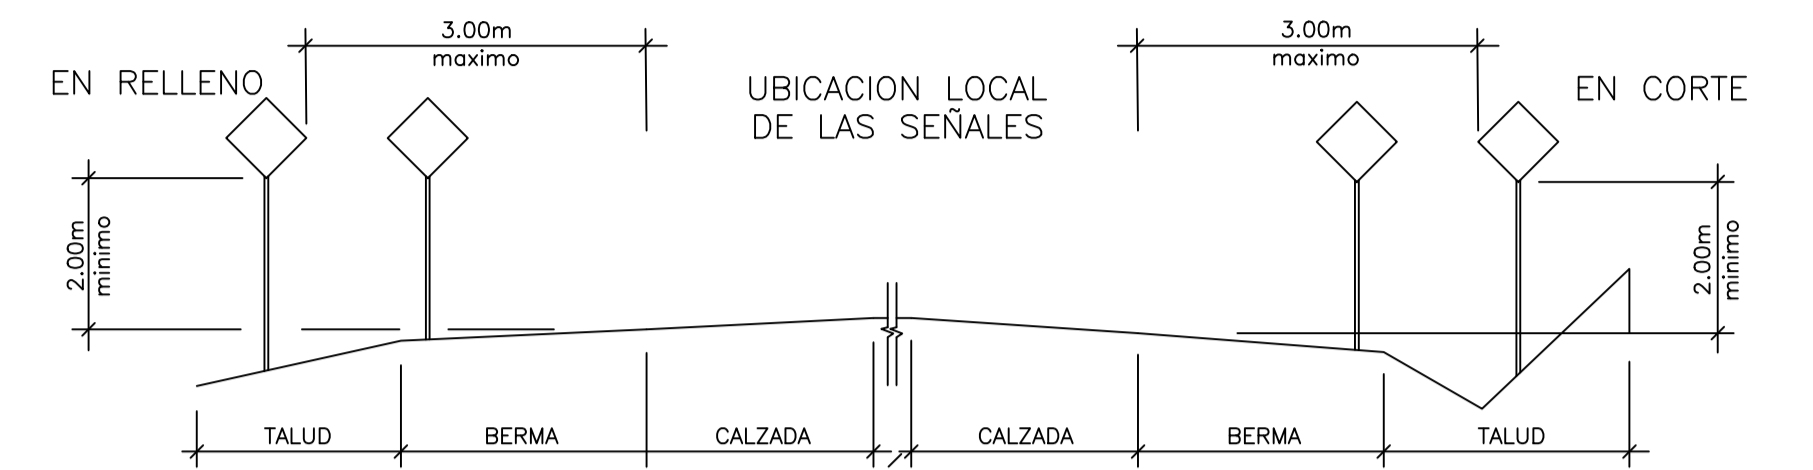 3.00m
maximo
3.00m
maximo
EN RELLENO
UBICACION LOCAL
DE LAS SEÑALES
EN CORTE
2.00m
minimo
2.00m
minimo
TALUD
BERMA
CALZADA
CALZADA
BERMA
TALUD